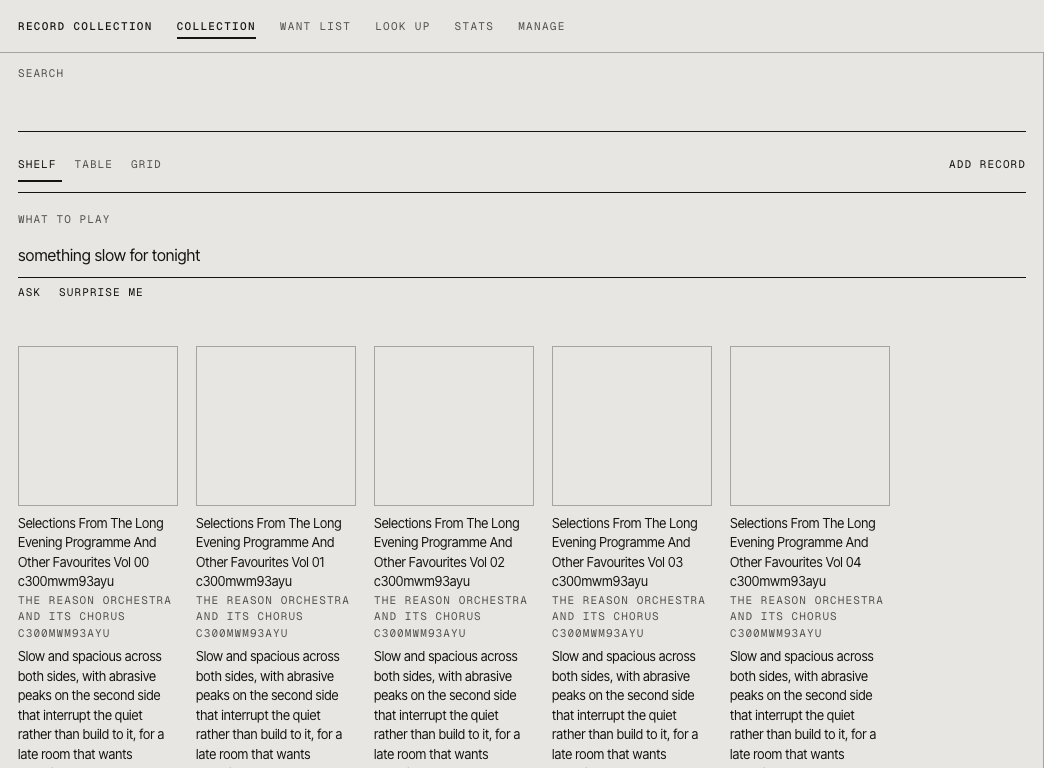 RECORD COLLECTION COLLECTION WANT LIST LOOK UP STATS MANAGE
SEARCH
SHELF TABLE GRID ADD RECORD
WHAT TO PLAY
something slow for tonight
ASK SURPRISE ME
Selections From The Long
Evening Programme And
Other Favourites Vol 00
c300mwm93ayu
THE REASON ORCHESTRA
AND ITS CHORUS
C300MWM93AYU
Slow and spacious across
both sides, with abrasive
peaks on the second side
that interrupt the quiet
rather than build to it, for a
late room that wants
Selections From The Long
Evening Programme And
Other Favourites Vol 01
c300mwm93ayu
THE REASON ORCHESTRA
AND ITS CHORUS
C300MWM93AYU
Slow and spacious across
both sides, with abrasive
peaks on the second side
that interrupt the quiet
rather than build to it, for a
late room that wants
Selections From The Long
Evening Programme And
Other Favourites Vol 02
c300mwm93ayu
THE REASON ORCHESTRA
AND ITS CHORUS
C300MWM93AYU
Slow and spacious across
both sides, with abrasive
peaks on the second side
that interrupt the quiet
rather than build to it, for a
late room that wants
Selections From The Long
Evening Programme And
Other Favourites Vol 03
c300mwm93ayu
THE REASON ORCHESTRA
AND ITS CHORUS
C300MWM93AYU
Slow and spacious across
both sides, with abrasive
peaks on the second side
that interrupt the quiet
rather than build to it, for a
late room that wants
Selections From The Long
Evening Programme And
Other Favourites Vol 04
c300mwm93ayu
THE REASON ORCHESTRA
AND ITS CHORUS
C300MWM93AYU
Slow and spacious across
both sides, with abrasive
peaks on the second side
that interrupt the quiet
rather than build to it, for a
late room that wants